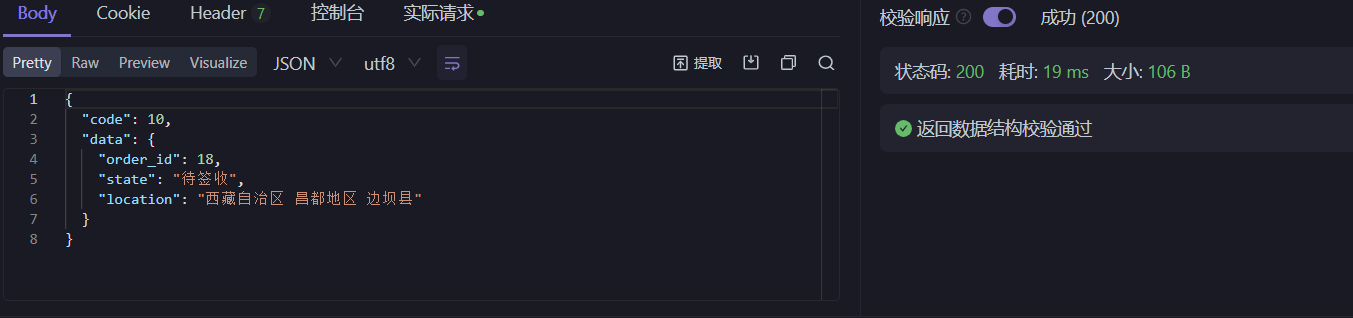 Body Cookie Header 7 控制台 实际请求
Pretty Raw Preview Visualize JSON utf8 提取
1 {
2 "code": 10,
3 "data": {
4 "order_id": 18,
5 "state": "待签收",
6 "location": "西藏自治区 昌都地区 边坝县"
7 }
8 }
校验响应 ? 成功 (200)
状态码: 200 耗时: 19 ms 大小: 106 B
返回数据结构校验通过